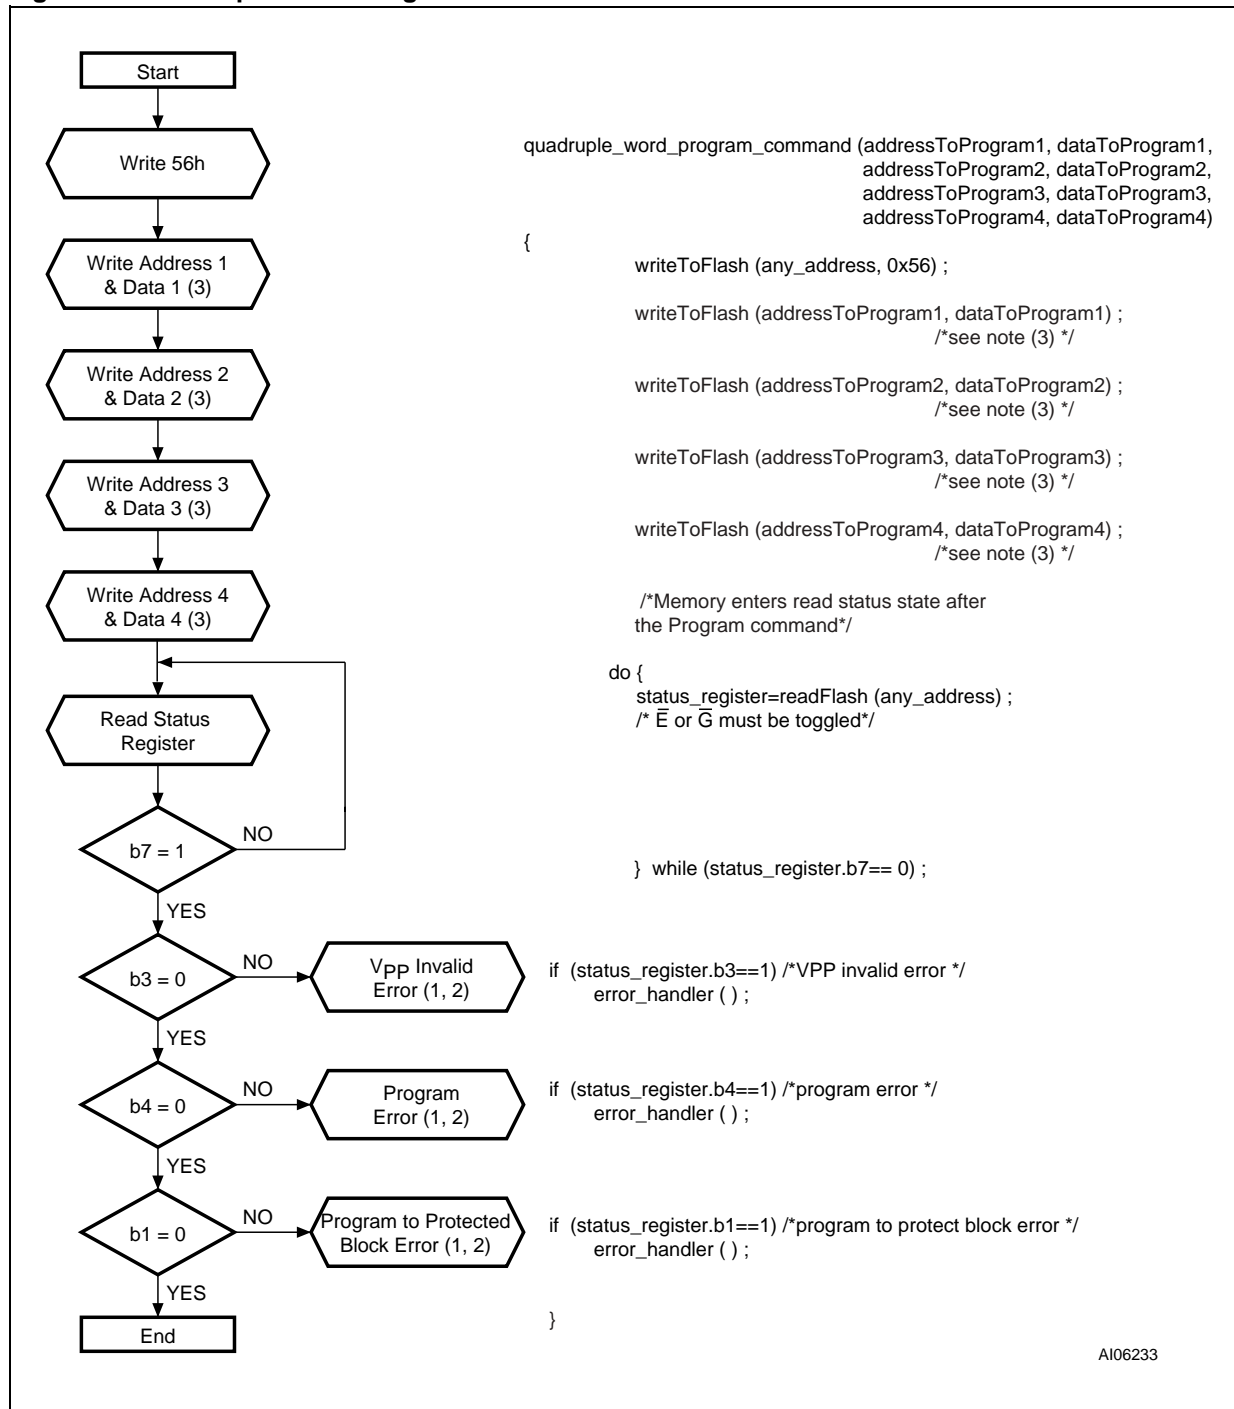 Start
Write 56h
Write Address 1
& Data 1 (3)
Write Address 2
& Data 2 (3)
Write Address 3
& Data 3 (3)
Write Address 4
& Data 4 (3)
Read Status
Register
b7 = 1
NO
YES
b3 = 0
NO
VPP Invalid
Error (1, 2)
YES
b4 = 0
NO
Program
Error (1, 2)
YES
b1 = 0
NO
Program to Protected
Block Error (1, 2)
YES
End
quadruple_word_program_command (addressToProgram1, dataToProgram1,
addressToProgram2, dataToProgram2,
addressToProgram3, dataToProgram3,
addressToProgram4, dataToProgram4)
{
writeToFlash (any_address, 0x56) ;
writeToFlash (addressToProgram1, dataToProgram1) ;
/*see note (3) */
writeToFlash (addressToProgram2, dataToProgram2) ;
/*see note (3) */
writeToFlash (addressToProgram3, dataToProgram3) ;
/*see note (3) */
writeToFlash (addressToProgram4, dataToProgram4) ;
/*see note (3) */
/*Memory enters read status state after
the Program command*/
do {
status_register=readFlash (any_address) ;
/* E̅ or G̅ must be toggled*/
} while (status_register.b7== 0) ;
if (status_register.b3==1) /*VPP invalid error */
error_handler ( ) ;
if (status_register.b4==1) /*program error */
error_handler ( ) ;
if (status_register.b1==1) /*program to protect block error */
error_handler ( ) ;
}
AI06233